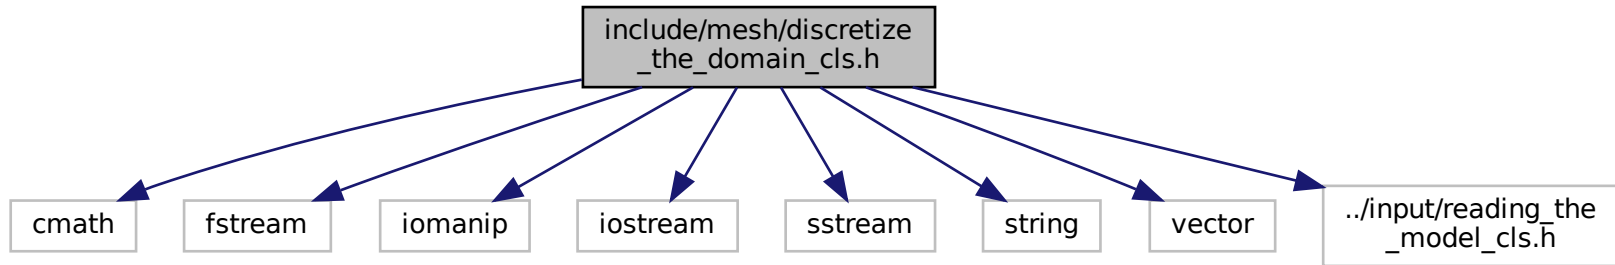 include/mesh/discretize
_the_domain_cls.h
cmath
fstream
iomanip
iostream
sstream
string
vector
../input/reading_the
_model_cls.h